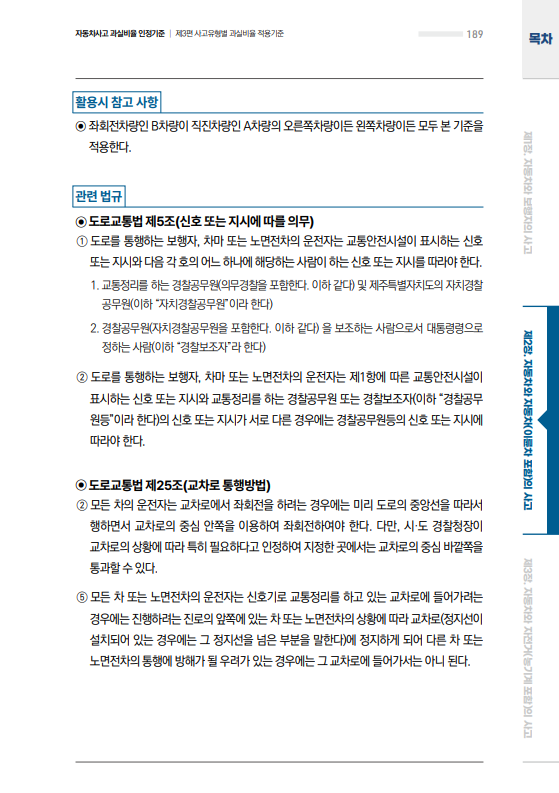 자동차사고 과실비율 인정기준 | 제3편 사고유형별 과실비율 적용기준
189
목차
활용시 참고 사항
◉ 좌회전차량인 B차량이 직진차량인 A차량의 오른쪽차량이든 왼쪽차량이든 모두 본 기준을
적용한다.
관련 법규
◉ 도로교통법 제5조(신호 또는 지시에 따를 의무)
① 도로를 통행하는 보행자, 차마 또는 노면전차의 운전자는 교통안전시설이 표시하는 신호
또는 지시와 다음 각 호의 어느 하나에 해당하는 사람이 하는 신호 또는 지시를 따라야 한다.
1. 교통정리를 하는 경찰공무원(의무경찰을 포함한다. 이하 같다) 및 제주특별자치도의 자치경찰
공무원(이하 “자치경찰공무원”이라 한다)
2. 경찰공무원(자치경찰공무원을 포함한다. 이하 같다) 을 보조하는 사람으로서 대통령령으로
정하는 사람(이하 “경찰보조자”라 한다)
② 도로를 통행하는 보행자, 차마 또는 노면전차의 운전자는 제1항에 따른 교통안전시설이
표시하는 신호 또는 지시와 교통정리를 하는 경찰공무원 또는 경찰보조자(이하 “경찰공무
원등”이라 한다)의 신호 또는 지시가 서로 다른 경우에는 경찰공무원등의 신호 또는 지시에
따라야 한다.
◉ 도로교통법 제25조(교차로 통행방법)
② 모든 차의 운전자는 교차로에서 좌회전을 하려는 경우에는 미리 도로의 중앙선을 따라서
행하면서 교차로의 중심 안쪽을 이용하여 좌회전하여야 한다. 다만, 시·도 경찰청장이
교차로의 상황에 따라 특히 필요하다고 인정하여 지정한 곳에서는 교차로의 중심 바깥쪽을
통과할 수 있다.
⑤ 모든 차 또는 노면전차의 운전자는 신호기로 교통정리를 하고 있는 교차로에 들어가려는
경우에는 진행하려는 진로의 앞쪽에 있는 차 또는 노면전차의 상황에 따라 교차로(정지선이
설치되어 있는 경우에는 그 정지선을 넘은 부분을 말한다)에 정지하게 되어 다른 차 또는
노면전차의 통행에 방해가 될 우려가 있는 경우에는 그 교차로에 들어가서는 아니 된다.
제1장. 자동차와 보행자의 사고
제2장. 자동차와 자동차(이륜차 포함)의 사고
제3장. 자동차와 자전거(농기계 포함)의 사고